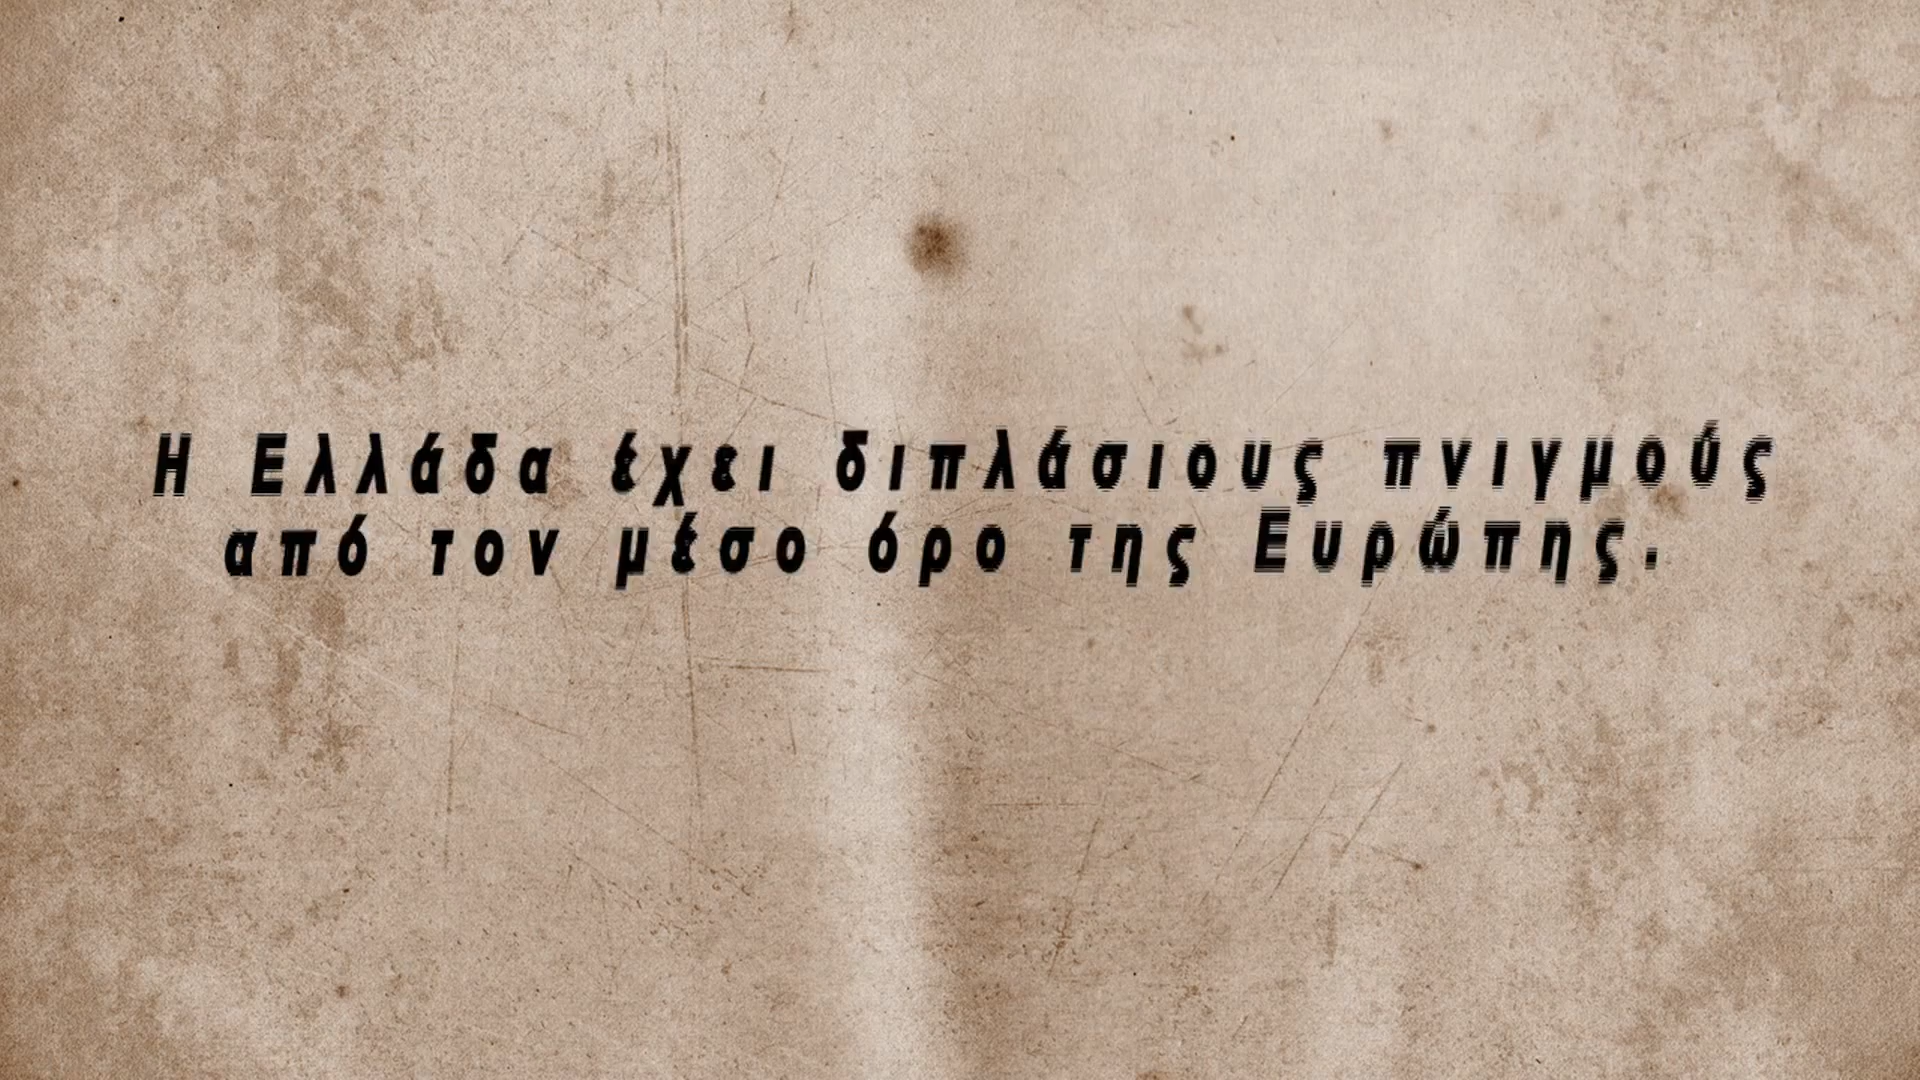 Η Ελλάδα έχει διπλάσιους πνιγμούς
από τον μέσο όρο της Ευρώπης.